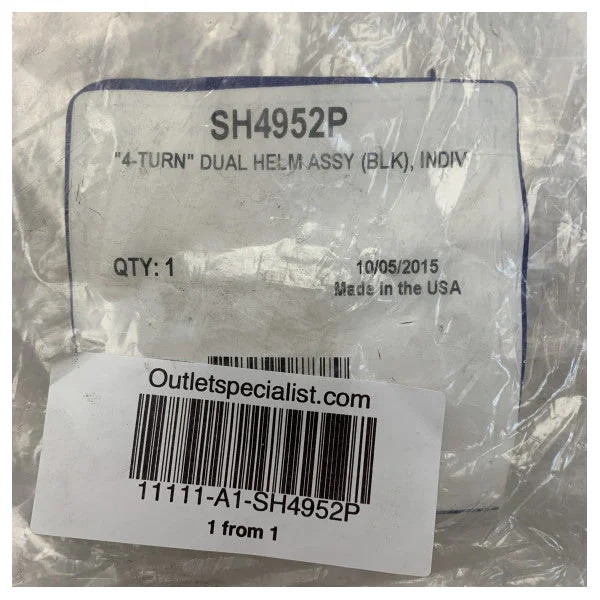 SH4952P
"4-TURN" DUAL HELM ASSY (BLK), INDIV
QTY: 1
10/05/2015
Made in the USA
Outletspecialist.com
11111-A1-SH4952P
1 from 1